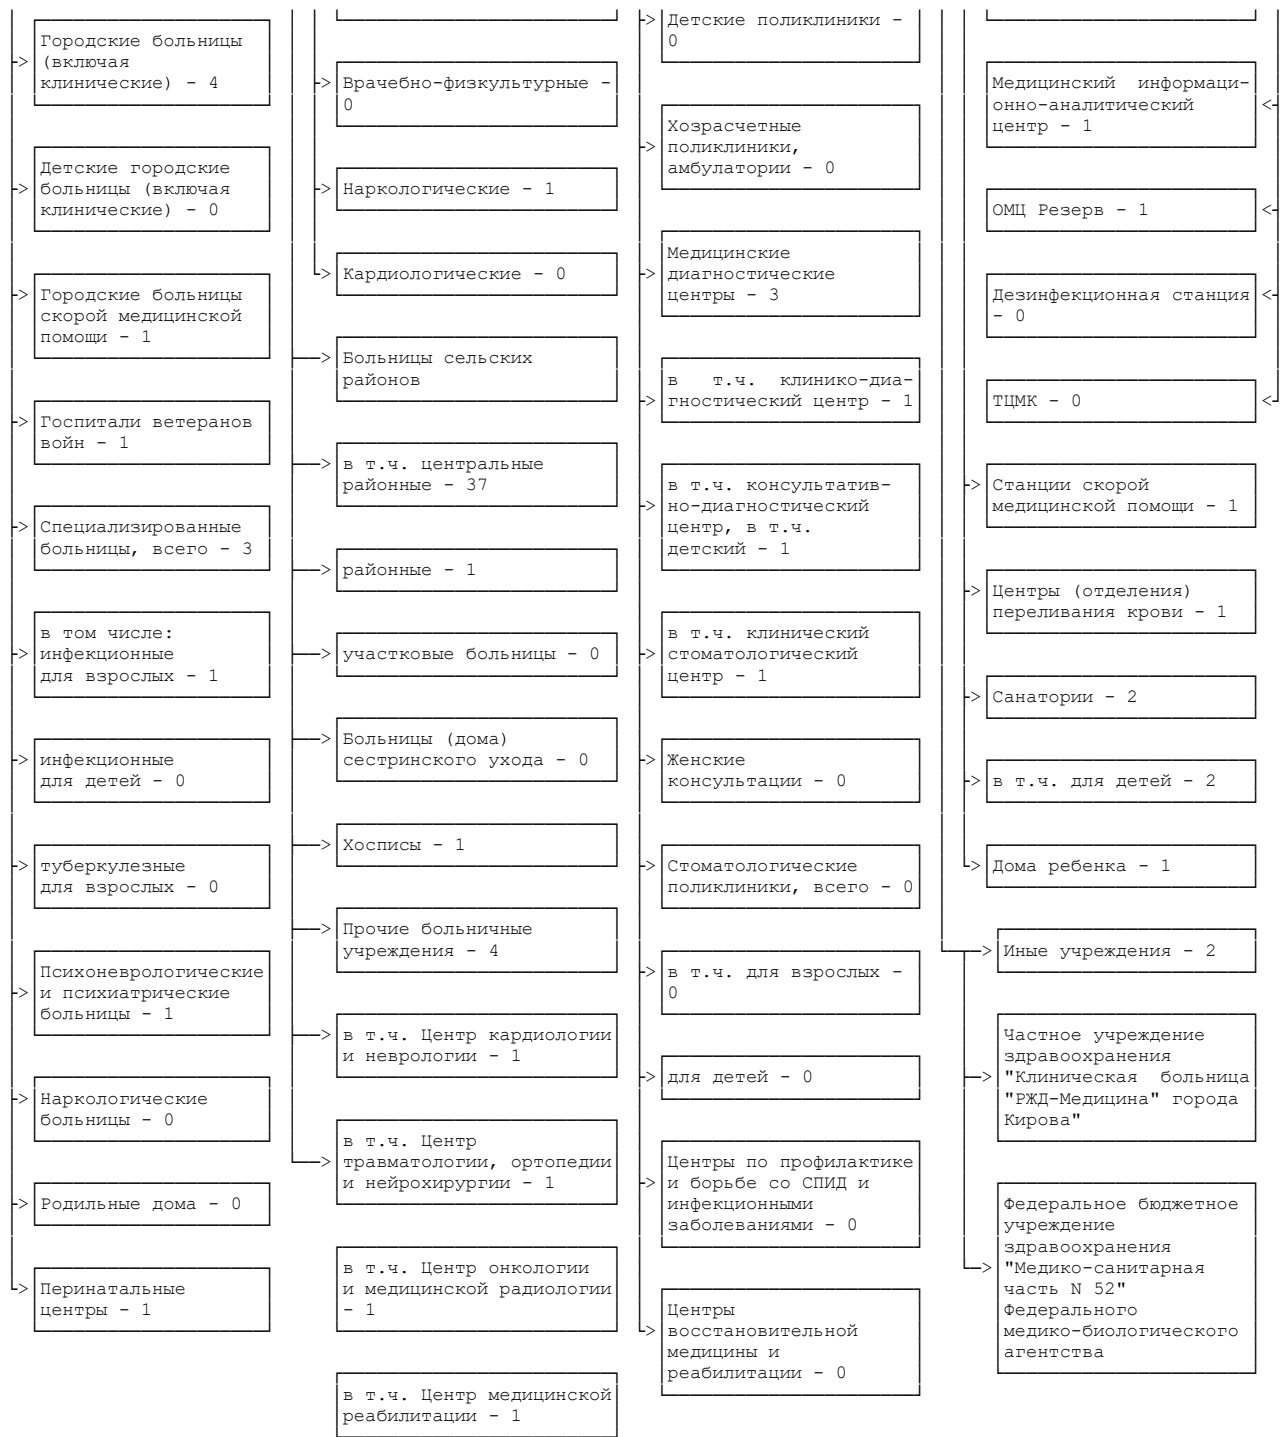 Городские больницы
(включая
клинические) - 4
Детские городские
больницы (включая
клинические) - 0
Городские больницы
скорой медицинской
помощи - 1
Госпитали ветеранов
войн - 1
Специализированные
больницы, всего - 3
в том числе:
инфекционные
для взрослых - 1
инфекционные
для детей - 0
туберкулезные
для взрослых - 0
Психоневрологические
и психиатрические
больницы - 1
Наркологические
больницы - 0
Родильные дома - 0
Перинатальные
центры - 1
Врачебно-физкультурные -
0
Наркологические - 1
Кардиологические - 0
Больницы сельских
районов
в т.ч. центральные
районные - 37
районные - 1
участковые больницы - 0
Больницы (дома)
сестринского ухода - 0
Хосписы - 1
Прочие больничные
учреждения - 4
в т.ч. Центр кардиологии
и неврологии - 1
в т.ч. Центр
травматологии, ортопедии
и нейрохирургии - 1
в т.ч. Центр онкологии
и медицинской радиологии
- 1
в т.ч. Центр медицинской
реабилитации - 1
Детские поликлиники -
0
Хозрасчетные
поликлиники,
амбулатории - 0
Медицинские
диагностические
центры - 3
в т.ч. клинико-диа-
гностический центр - 1
в т.ч. консультатив-
но-диагностический
центр, в т.ч.
детский - 1
в т.ч. клинический
стоматологический
центр - 1
Женские
консультации - 0
Стоматологические
поликлиники, всего - 0
в т.ч. для взрослых -
0
для детей - 0
Центры по профилактике
и борьбе со СПИД и
инфекционными
заболеваниями - 0
Центры
восстановительной
медицины и
реабилитации - 0
Медицинский информаци-
онно-аналитический
центр - 1
ОМЦ Резерв - 1
Дезинфекционная станция
- 0
ТЦМК - 0
Станции скорой
медицинской помощи - 1
Центры (отделения)
переливания крови - 1
Санатории - 2
в т.ч. для детей - 2
Дома ребенка - 1
Иные учреждения - 2
Частное учреждение
здравоохранения
"Клиническая больница
"РЖД-Медицина" города
Кирова"
Федеральное бюджетное
учреждение
здравоохранения
"Медико-санитарная
часть N 52"
Федерального
медико-биологического
агентства